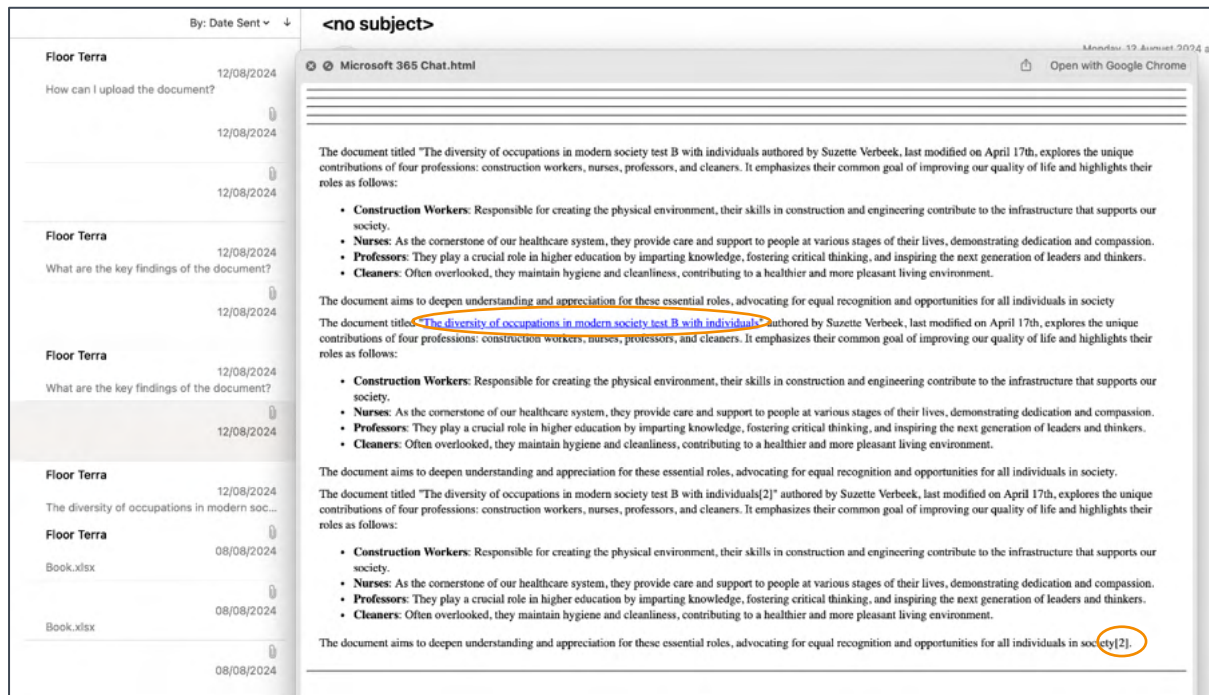 By: Date Sent
Floor Terra
12/08/2024
How can I upload the document?
12/08/2024
12/08/2024
Floor Terra
12/08/2024
What are the key findings of the document?
12/08/2024
Floor Terra
12/08/2024
What are the key findings of the document?
12/08/2024
Floor Terra
12/08/2024
The diversity of occupations in modern soc...
Floor Terra
08/08/2024
Book.xlsx
08/08/2024
Book.xlsx
08/08/2024
<no subject>
Monday, 12 August 2024 a
Microsoft 365 Chat.html
Open with Google Chrome
The document titled "The diversity of occupations in modern society test B with individuals authored by Suzette Verbeek, last modified on April 17th, explores the unique
contributions of four professions: construction workers, nurses, professors, and cleaners. It emphasizes their common goal of improving our quality of life and highlights their
roles as follows:
• Construction Workers: Responsible for creating the physical environment, their skills in construction and engineering contribute to the infrastructure that supports our
society.
• Nurses: As the cornerstone of our healthcare system, they provide care and support to people at various stages of their lives, demonstrating dedication and compassion.
• Professors: They play a crucial role in higher education by imparting knowledge, fostering critical thinking, and inspiring the next generation of leaders and thinkers.
• Cleaners: Often overlooked, they maintain hygiene and cleanliness, contributing to a healthier and more pleasant living environment.
The document aims to deepen understanding and appreciation for these essential roles, advocating for equal recognition and opportunities for all individuals in society
The document titled "The diversity of occupations in modern society test B with individuals" authored by Suzette Verbeek, last modified on April 17th, explores the unique
contributions of four professions: construction workers, nurses, professors, and cleaners. It emphasizes their common goal of improving our quality of life and highlights their
roles as follows:
• Construction Workers: Responsible for creating the physical environment, their skills in construction and engineering contribute to the infrastructure that supports our
society.
• Nurses: As the cornerstone of our healthcare system, they provide care and support to people at various stages of their lives, demonstrating dedication and compassion.
• Professors: They play a crucial role in higher education by imparting knowledge, fostering critical thinking, and inspiring the next generation of leaders and thinkers.
• Cleaners: Often overlooked, they maintain hygiene and cleanliness, contributing to a healthier and more pleasant living environment.
The document aims to deepen understanding and appreciation for these essential roles, advocating for equal recognition and opportunities for all individuals in society.
The document titled "The diversity of occupations in modern society test B with individuals[2]" authored by Suzette Verbeek, last modified on April 17th, explores the unique
contributions of four professions: construction workers, nurses, professors, and cleaners. It emphasizes their common goal of improving our quality of life and highlights their
roles as follows:
• Construction Workers: Responsible for creating the physical environment, their skills in construction and engineering contribute to the infrastructure that supports our
society.
• Nurses: As the cornerstone of our healthcare system, they provide care and support to people at various stages of their lives, demonstrating dedication and compassion.
• Professors: They play a crucial role in higher education by imparting knowledge, fostering critical thinking, and inspiring the next generation of leaders and thinkers.
• Cleaners: Often overlooked, they maintain hygiene and cleanliness, contributing to a healthier and more pleasant living environment.
The document aims to deepen understanding and appreciation for these essential roles, advocating for equal recognition and opportunities for all individuals in society[2].